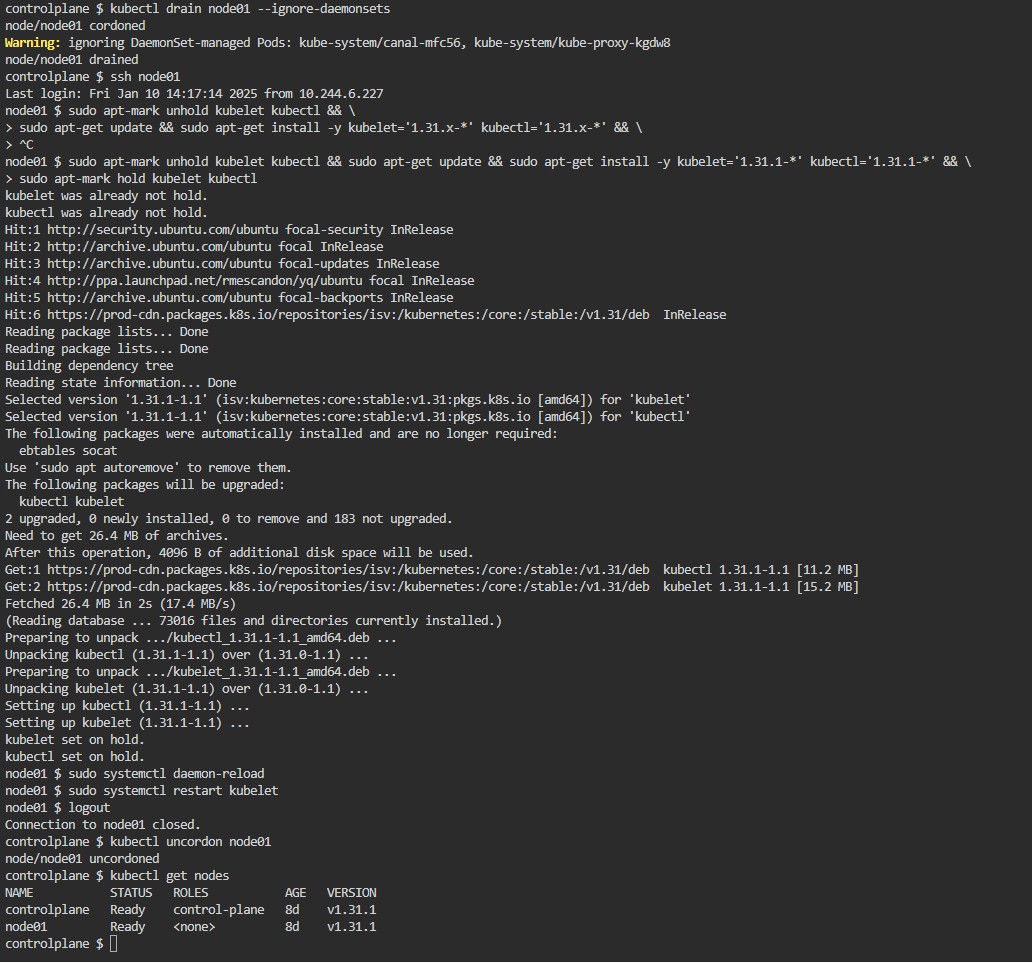 controlplane $ kubectl drain node01 --ignore-daemonsets
node/node01 cordoned
Warning: ignoring DaemonSet-managed Pods: kube-system/canal-mfc56, kube-system/kube-proxy-kgdw8
node/node01 drained
controlplane $ ssh node01
Last login: Fri Jan 10 14:17:14 2025 from 10.244.6.227
node01 $ sudo apt-mark unhold kubelet kubectl && \
> sudo apt-get update && sudo apt-get install -y kubelet='1.31.x-*' kubectl='1.31.x-*' && \
> ^C
node01 $ sudo apt-mark unhold kubelet kubectl && sudo apt-get update && sudo apt-get install -y kubelet='1.31.1-*' kubectl='1.31.1-*' && \
> sudo apt-mark hold kubelet kubectl
kubelet was already not hold.
kubectl was already not hold.
Hit:1 http://security.ubuntu.com/ubuntu focal-security InRelease
Hit:2 http://archive.ubuntu.com/ubuntu focal InRelease
Hit:3 http://archive.ubuntu.com/ubuntu focal-updates InRelease
Hit:4 http://ppa.launchpad.net/rmescandon/yq/ubuntu focal InRelease
Hit:5 http://archive.ubuntu.com/ubuntu focal-backports InRelease
Hit:6 https://prod-cdn.packages.k8s.io/repositories/isv:/kubernetes:/core:/stable:/v1.31/deb  InRelease
Reading package lists... Done
Reading package lists... Done
Building dependency tree
Reading state information... Done
Selected version '1.31.1-1.1' (isv:kubernetes:core:stable:v1.31:pkgs.k8s.io [amd64]) for 'kubelet'
Selected version '1.31.1-1.1' (isv:kubernetes:core:stable:v1.31:pkgs.k8s.io [amd64]) for 'kubectl'
The following packages were automatically installed and are no longer required:
  ebtables socat
Use 'sudo apt autoremove' to remove them.
The following packages will be upgraded:
  kubectl kubelet
2 upgraded, 0 newly installed, 0 to remove and 183 not upgraded.
Need to get 26.4 MB of archives.
After this operation, 4096 B of additional disk space will be used.
Get:1 https://prod-cdn.packages.k8s.io/repositories/isv:/kubernetes:/core:/stable:/v1.31/deb  kubectl 1.31.1-1.1 [11.2 MB]
Get:2 https://prod-cdn.packages.k8s.io/repositories/isv:/kubernetes:/core:/stable:/v1.31/deb  kubelet 1.31.1-1.1 [15.2 MB]
Fetched 26.4 MB in 2s (17.4 MB/s)
(Reading database ... 73016 files and directories currently installed.)
Preparing to unpack .../kubectl_1.31.1-1.1_amd64.deb ...
Unpacking kubectl (1.31.1-1.1) over (1.31.0-1.1) ...
Preparing to unpack .../kubelet_1.31.1-1.1_amd64.deb ...
Unpacking kubelet (1.31.1-1.1) over (1.31.0-1.1) ...
Setting up kubectl (1.31.1-1.1) ...
Setting up kubelet (1.31.1-1.1) ...
kubelet set on hold.
kubectl set on hold.
node01 $ sudo systemctl daemon-reload
node01 $ sudo systemctl restart kubelet
node01 $ logout
Connection to node01 closed.
controlplane $ kubectl uncordon node01
node/node01 uncordoned
controlplane $ kubectl get nodes
NAME           STATUS   ROLES           AGE   VERSION
controlplane   Ready    control-plane   8d    v1.31.1
node01         Ready    <none>          8d    v1.31.1
controlplane $